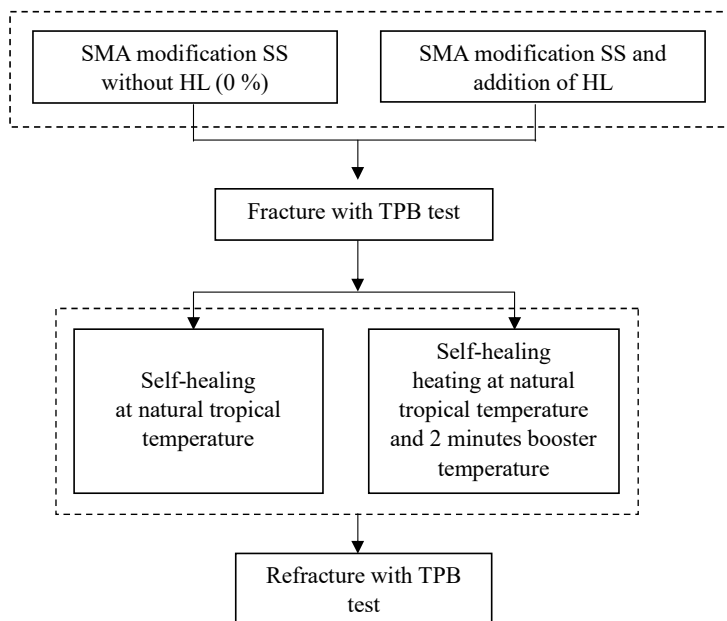 SMA modification SS
without HL (0 %)
SMA modification SS and
addition of HL
Fracture with TPB test
Self-healing
at natural tropical
temperature
Self-healing
heating at natural
tropical temperature
and 2 minutes booster
temperature
Refracture with TPB
test